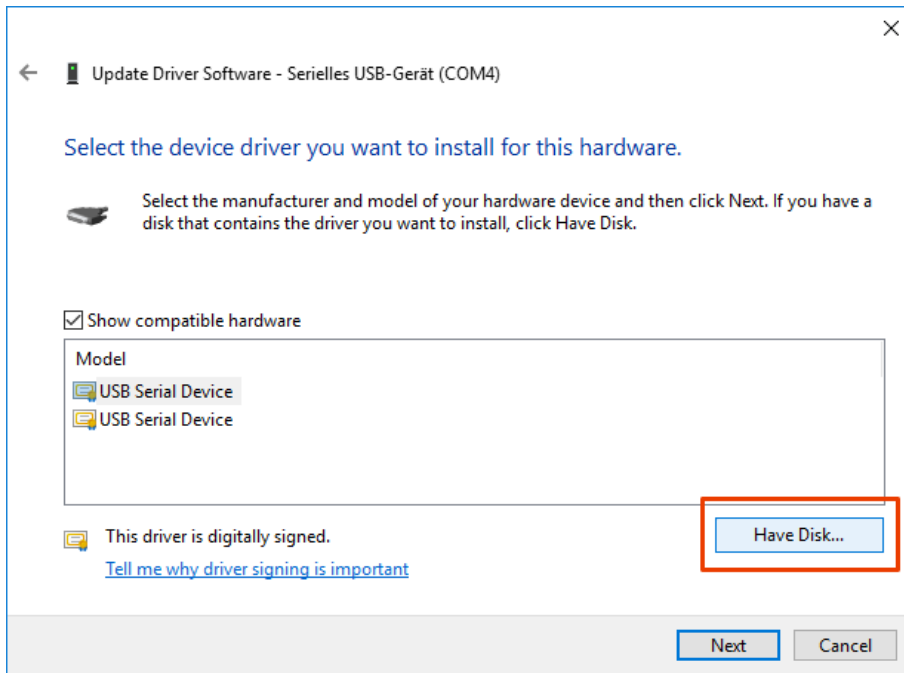 Update Driver Software - Serielles USB-Gerät (COM4)
Select the device driver you want to install for this hardware.
Select the manufacturer and model of your hardware device and then click Next. If you have a
disk that contains the driver you want to install, click Have Disk.
Show compatible hardware
Model
USB Serial Device
USB Serial Device
This driver is digitally signed.
Have Disk...
Tell me why driver signing is important
Next
Cancel